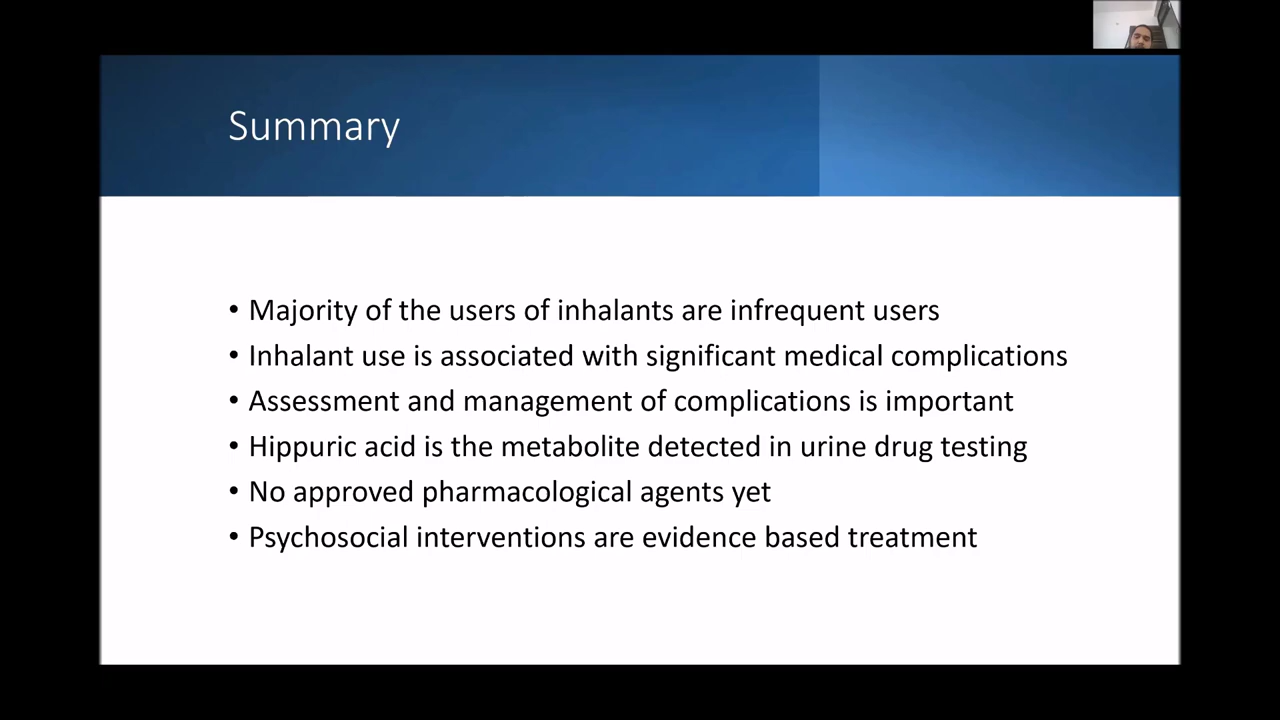 Summary
• Majority of the users of inhalants are infrequent users
• Inhalant use is associated with significant medical complications
• Assessment and management of complications is important
• Hippuric acid is the metabolite detected in urine drug testing
• No approved pharmacological agents yet
• Psychosocial interventions are evidence based treatment